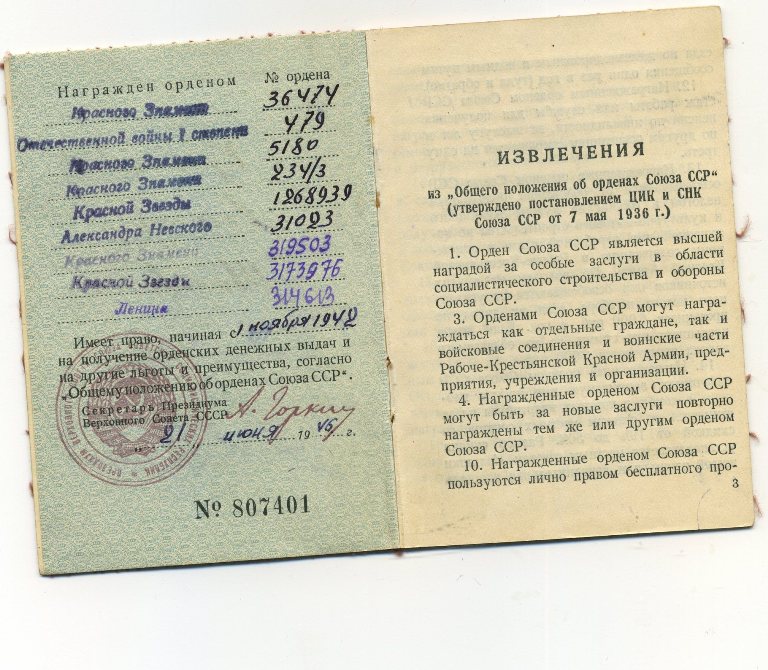 Награжден орденом № ордена
Красного Знамени 36474
Отечественной войны I степени 479
Красного Знамени 5180
Красного Знамени 234/3
Красной Звезды 1268939
Александра Невского 31023
Красного Знамени 319503
Красной Звезды 3173976
Ленина 314613
Имеет право, начиная с 1 ноября 1942
на получение орденских денежных выдач и
на другие льготы и преимущества, согласно
„Общему положению об орденах Союза ССР“.
Секретарь Президиума
Верховного Совета СССР А. Горкин
„21 июня 1945 г.
№ 807401
ИЗВЛЕЧЕНИЯ
из „Общего положения об орденах Союза ССР“
(утверждено постановлением ЦИК и СНК
Союза ССР от 7 мая 1936 г.)
1. Орден Союза ССР является высшей
наградой за особые заслуги в области
социалистического строительства и обороны
Союза ССР.
3. Орденами Союза ССР могут награ-
ждаться как отдельные граждане, так и
войсковые соединения и воинские части
Рабоче-Крестьянской Красной Армии, пред-
приятия, учреждения и организации.
4. Награжденные орденом Союза ССР
могут быть за новые заслуги повторно
награждены тем же или другим орденом
Союза ССР.
10. Награжденные орденом Союза ССР
пользуются лично правом бесплатного про-
3